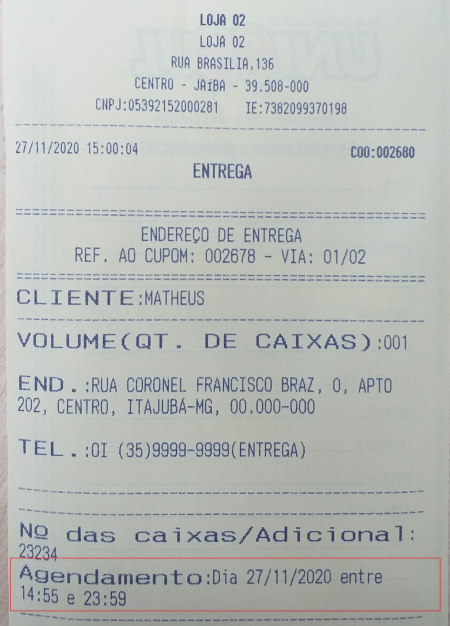 LOJA 02
LOJA 02
RUA BRASILIA,136
CENTRO - JAíBA - 39.508-000
CNPJ:05392152000281 IE:7382099370198
27/11/2020 15:00:04 COO:002680
ENTREGA
ENDEREÇO DE ENTREGA
REF. AO CUPOM: 002678 - VIA: 01/02
CLIENTE:MATHEUS
VOLUME(QT. DE CAIXAS):001
END.:RUA CORONEL FRANCISCO BRAZ, 0, APTO
202, CENTRO, ITAJUBÁ-MG, 00.000-000
TEL.:OI (35)9999-9999(ENTREGA)
Nº das caixas/Adicional:
23234
Agendamento:Dia 27/11/2020 entre
14:55 e 23:59